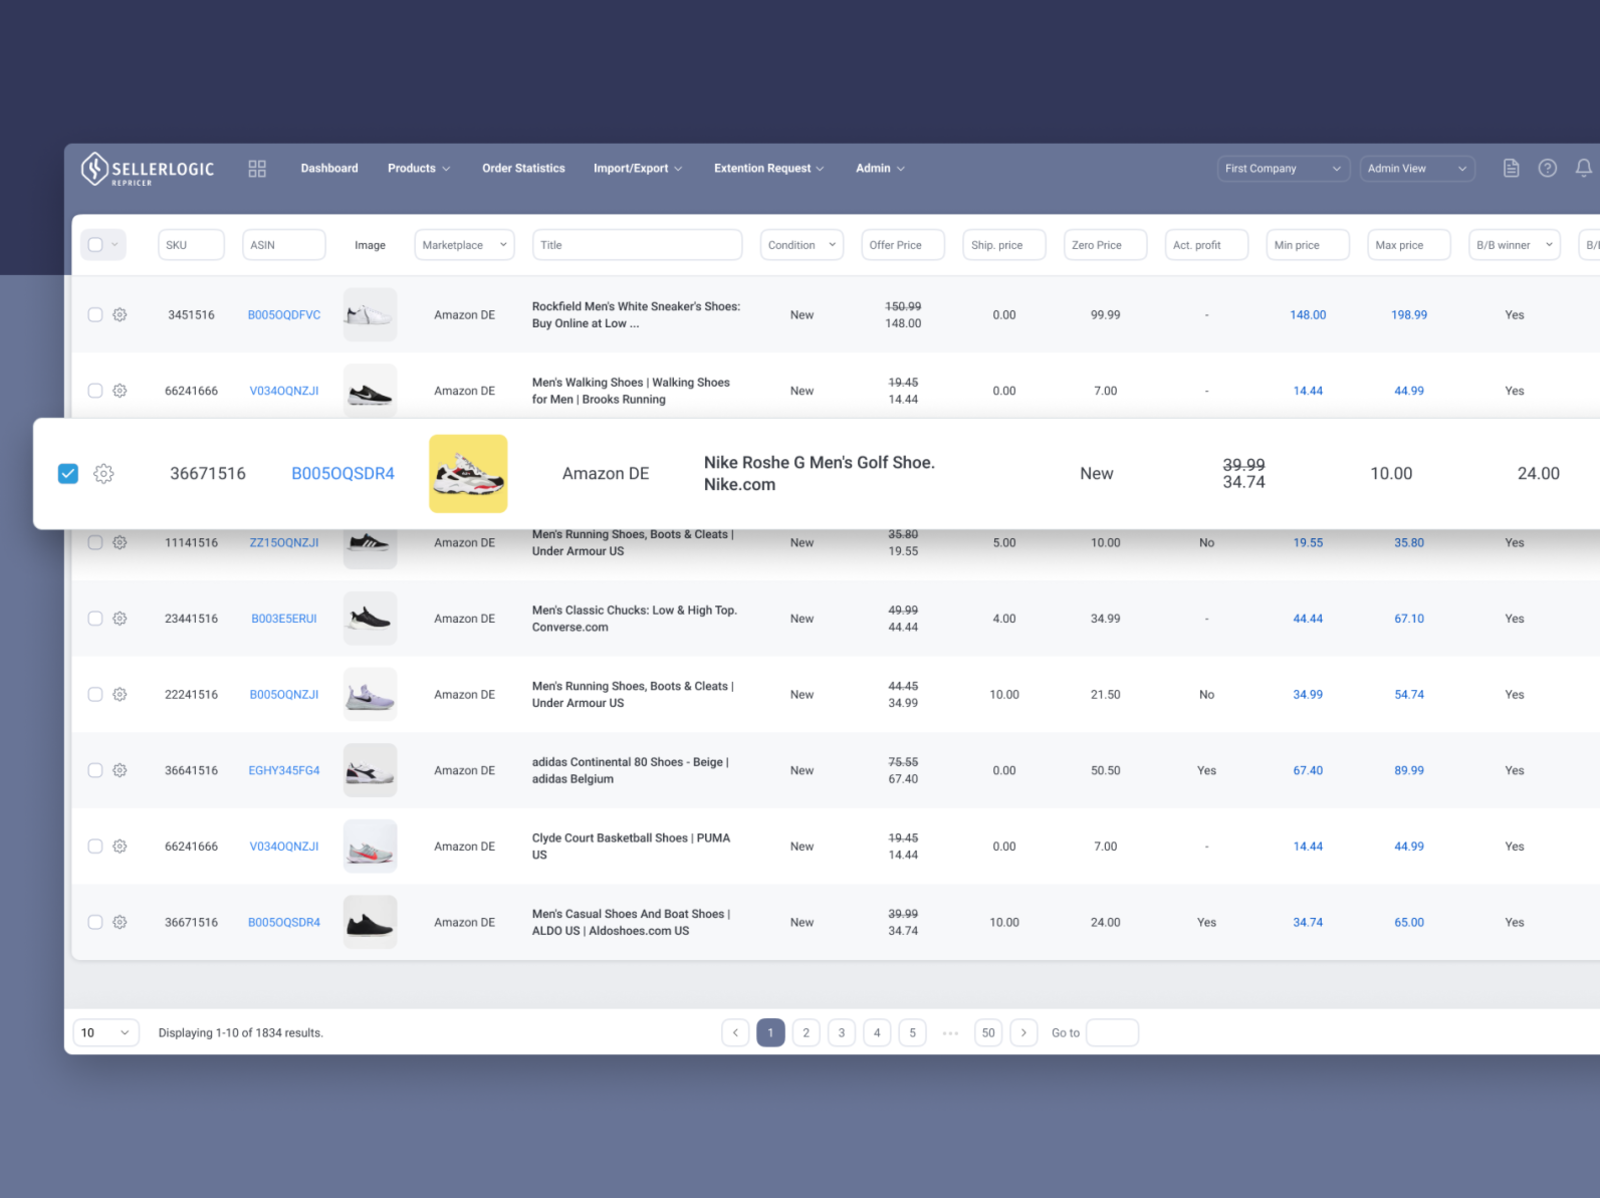 SELLERLOGIC
REPRICER
Dashboard Products Order Statistics Import/Export Extention Request Admin First Company Admin View
SKU ASIN Image Marketplace Title Condition Offer Price Ship. price Zero Price Act. profit Min price Max price B/B winner
Rockfield Men's White Sneaker's Shoes: 150.99
3451516 B005OQDFVC Amazon DE New 0.00 99.99 - 148.00 198.99 Yes
Buy Online at Low ... 148.00
Men's Walking Shoes | Walking Shoes 19.45
66241666 V034OQNZJI Amazon DE New 0.00 7.00 - 14.44 44.99 Yes
for Men | Brooks Running 14.44
Nike Roshe G Men's Golf Shoe. 39.99
36671516 B005OQSDR4 Amazon DE New 10.00 24.00
Nike.com 34.74
Men's Running Shoes, Boots & Cleats | 35.80
11141516 ZZ15OQNZJI Amazon DE New 5.00 10.00 No 19.55 35.80 Yes
Under Armour US 19.55
Men's Classic Chucks: Low & High Top. 49.99
23441516 B003E5ERUI Amazon DE New 4.00 34.99 - 44.44 67.10 Yes
Converse.com 44.44
Men's Running Shoes, Boots & Cleats | 44.45
22241516 B005OQNZJI Amazon DE New 10.00 21.50 No 34.99 54.74 Yes
Under Armour US 34.99
adidas Continental 80 Shoes - Beige | 75.55
36641516 EGHY345FG4 Amazon DE New 0.00 50.50 Yes 67.40 89.99 Yes
adidas Belgium 67.40
Clyde Court Basketball Shoes | PUMA 19.45
66241666 V034OQNZJI Amazon DE New 0.00 7.00 - 14.44 44.99 Yes
US 14.44
Men's Casual Shoes And Boat Shoes | 39.99
36671516 B005OQSDR4 Amazon DE New 10.00 24.00 Yes 34.74 65.00 Yes
ALDO US | Aldoshoes.com US 34.74
10 Displaying 1-10 of 1834 results. < 1 2 3 4 5 ... 50 > Go to